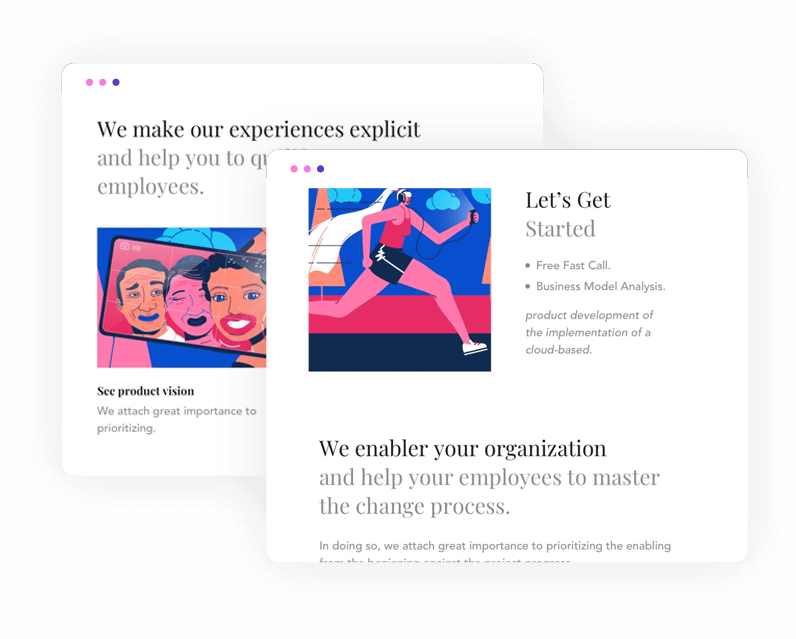 We make our experiences explicit
and help you to
employees.
See product vision
We attach great importance to
prioritizing.
Let’s Get
Started
Free Fast Call.
Business Model Analysis.
product development of
the implementation of a
cloud-based.
We enabler your organization
and help your employees to master
the change process.
In doing so, we attach great importance to prioritizing the enabling